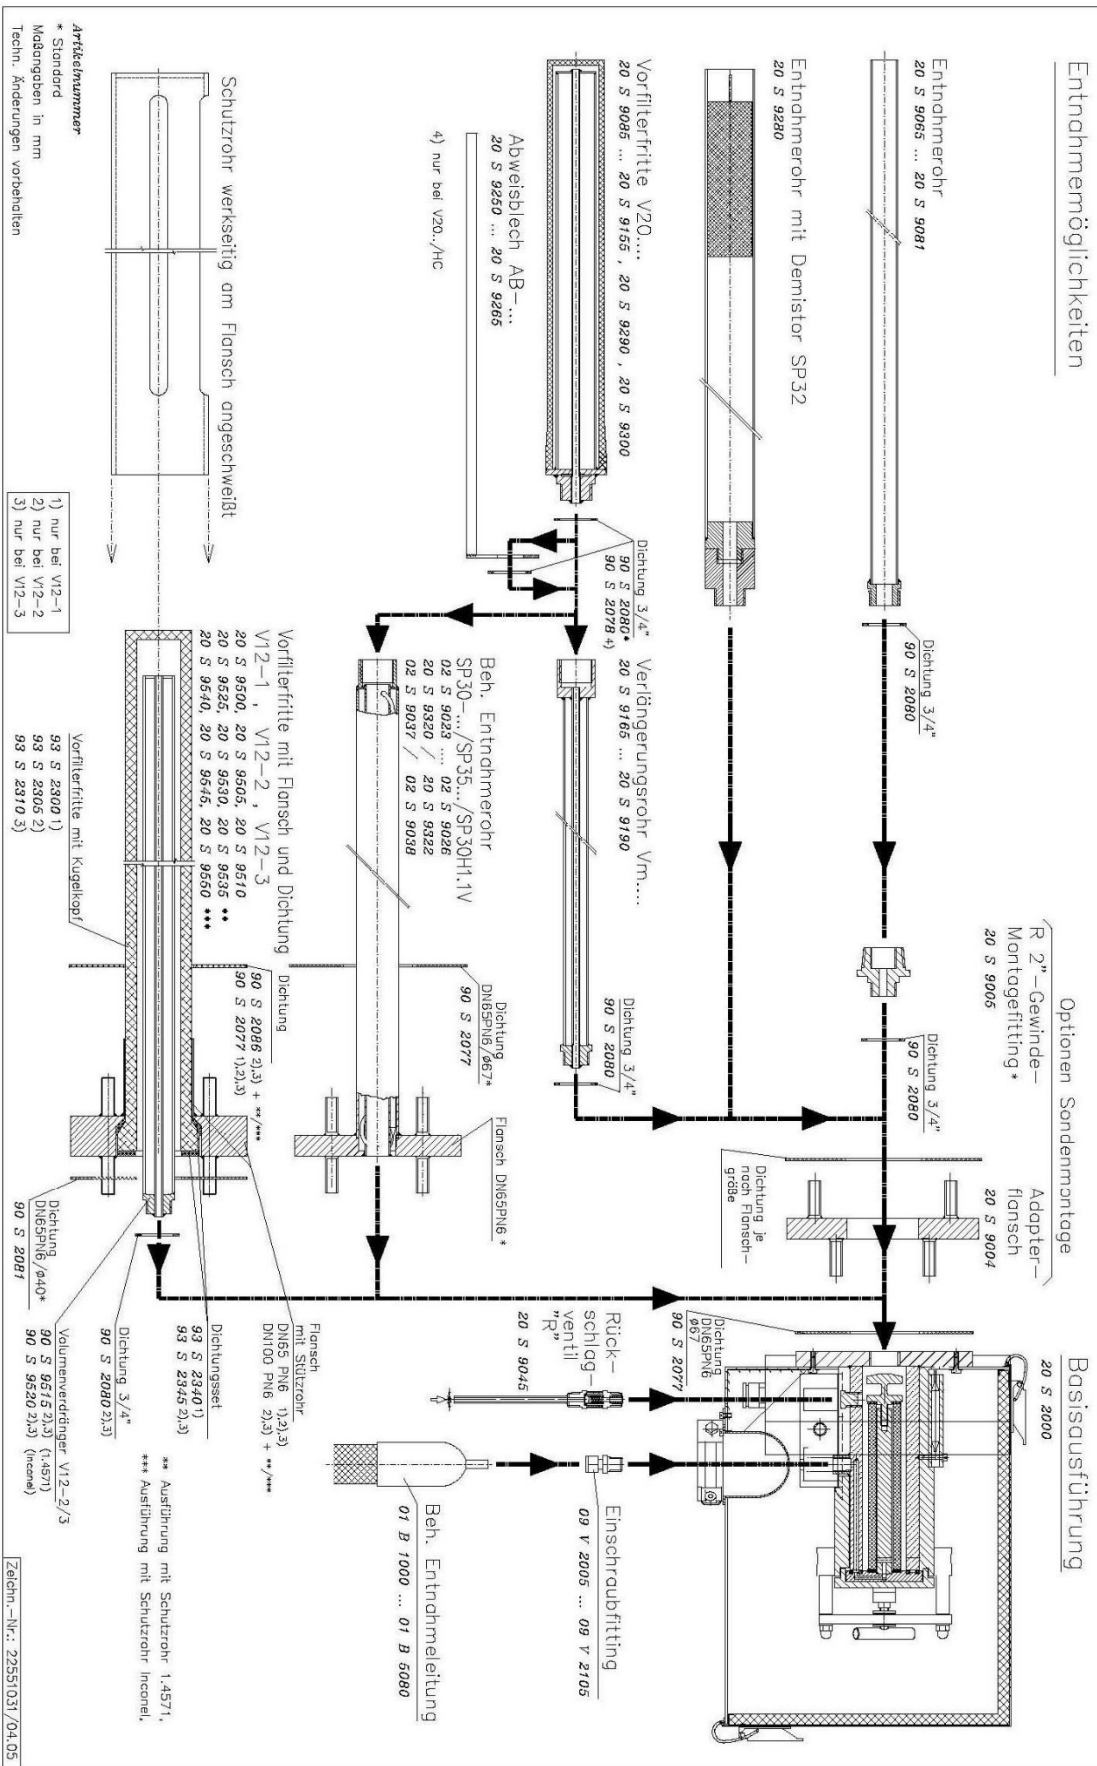 Entnahmemöglichkeiten
Optionen Sondenmontage
Basisausführung
20 S 2000
Entnahmerohr
20 S 9065 ... 20 S 9081
Dichtung 3/4"
90 S 2080
R 2"-Gewinde-
Montagefitting *
20 S 9005
Dichtung 3/4"
90 S 2080
Adapter-
flansch
20 S 9004
Dichtung je
nach Flansch-
größe
Entnahmerohr mit Demistor SP32
20 S 9280
Dichtung
DN65PN6
ø67
90 S 2077
Vorfilterfritte V20....
20 S 9085 ... 20 S 9155 , 20 S 9290 , 20 S 9300
Dichtung 3/4"
90 S 2080*
90 S 2078 4)
Verlängerungsrohr Vm....
20 S 9165 ... 20 S 9190
Dichtung 3/4"
90 S 2080
Rück-
schlag-
ventil
"R"
20 S 9045
Einschraubfitting
09 V 2005 ... 09 V 2105
Abweisblech AB-...
20 S 9250 ... 20 S 9265
4) nur bei V20../HC
Beh. Entnahmerohr
SP30-.../SP35.../SP30H1.1V
02 S 9023 .... 02 S 9026
20 S 9320 / 20 S 9322
02 S 9037 / 02 S 9038
Dichtung
DN65PN6/ø67*
90 S 2077
Flansch DN65PN6 *
Beh. Entnahmeleitung
01 B 1000 ... 01 B 5080
Schutzrohr werkseitig am Flansch angeschweißt
Vorfilterfritte mit Flansch und Dichtung
V12-1 , V12-2 , V12-3
20 S 9500, 20 S 9505, 20 S 9510
20 S 9525, 20 S 9530, 20 S 9535 **
20 S 9540, 20 S 9545, 20 S 9550 ***
Dichtung
90 S 2086 2),3) + **/***
90 S 2077 1),2),3)
Flansch
mit Stützrohr
DN65 PN6 1),2),3)
DN100 PN6 2),3) + **/***
Dichtungsset
93 S 2340 1)
93 S 2345 2),3)
Dichtung 3/4"
90 S 2080 2),3)
Volumenverdränger V12-2/3
90 S 9515 2),3) (1.4571)
90 S 9520 2),3) (Inconel)
Dichtung
DN65PN6/ø40*
90 S 2081
Vorfilterfritte mit Kugelkopf
93 S 2300 1)
93 S 2305 2)
93 S 2310 3)
** Ausführung mit Schutzrohr 1.4571,
*** Ausführung mit Schutzrohr Inconel,
1) nur bei V12-1
2) nur bei V12-2
3) nur bei V12-3
Artikelnummer
* Standard
Maßangaben in mm
Techn. Änderungen vorbehalten
Zeichn.-Nr.: 22551031/04.05